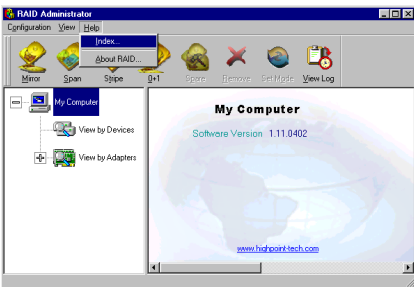 RAID Administrator
Configuration View Help
Index...
About RAID...
Mirror Span Stripe 0+1 Spare Remove Set Mode View Log
My Computer
View by Devices
View by Adapters
My Computer
Software Version 1.11.0402
www.highpoint-tech.com